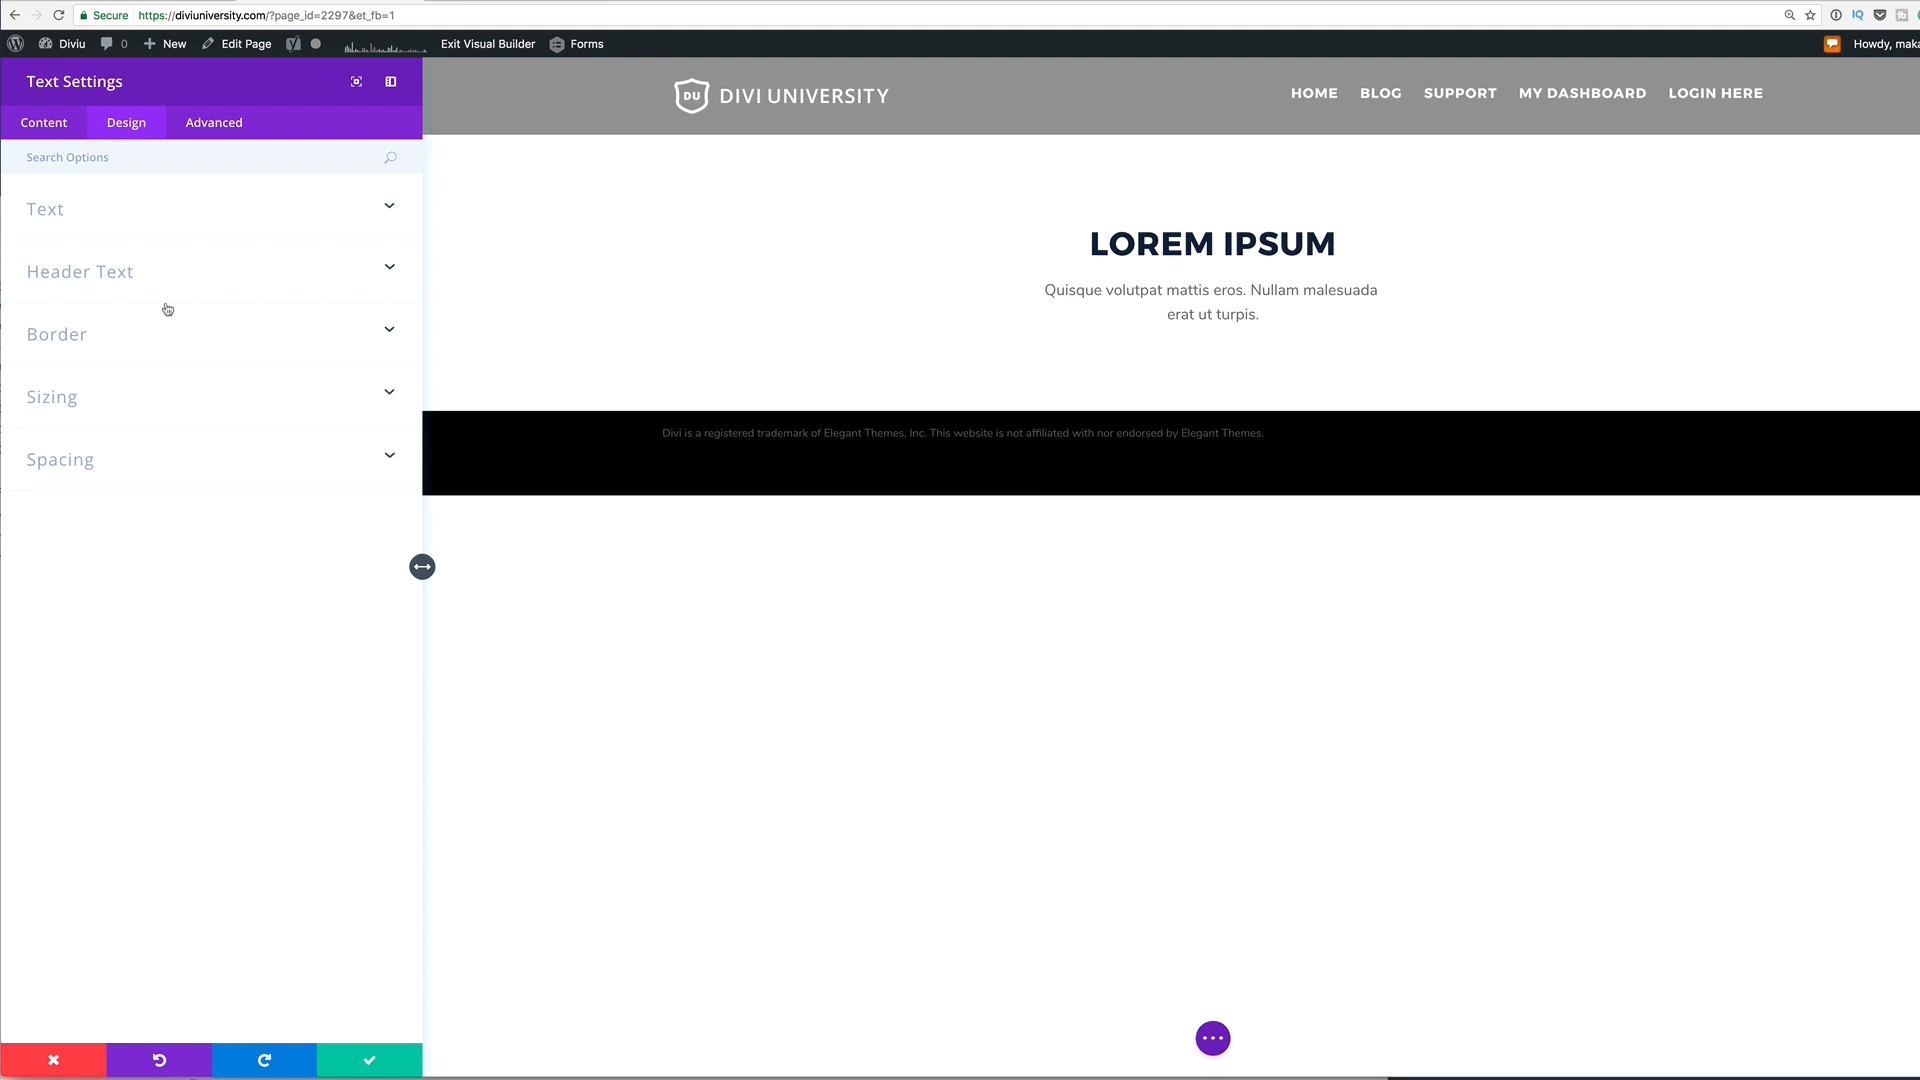 Secure https://diviuniversity.com/?page_id=2297&et_fb=1
Diviu 0 New Edit Page Exit Visual Builder Forms Howdy, maka
Text Settings
Content Design Advanced
Search Options
Text
Header Text
Border
Sizing
Spacing
DU DIVI UNIVERSITY
HOME BLOG SUPPORT MY DASHBOARD LOGIN HERE
LOREM IPSUM
Quisque volutpat mattis eros. Nullam malesuada
erat ut turpis.
Divi is a registered trademark of Elegant Themes, Inc. This website is not affiliated with nor endorsed by Elegant Themes.